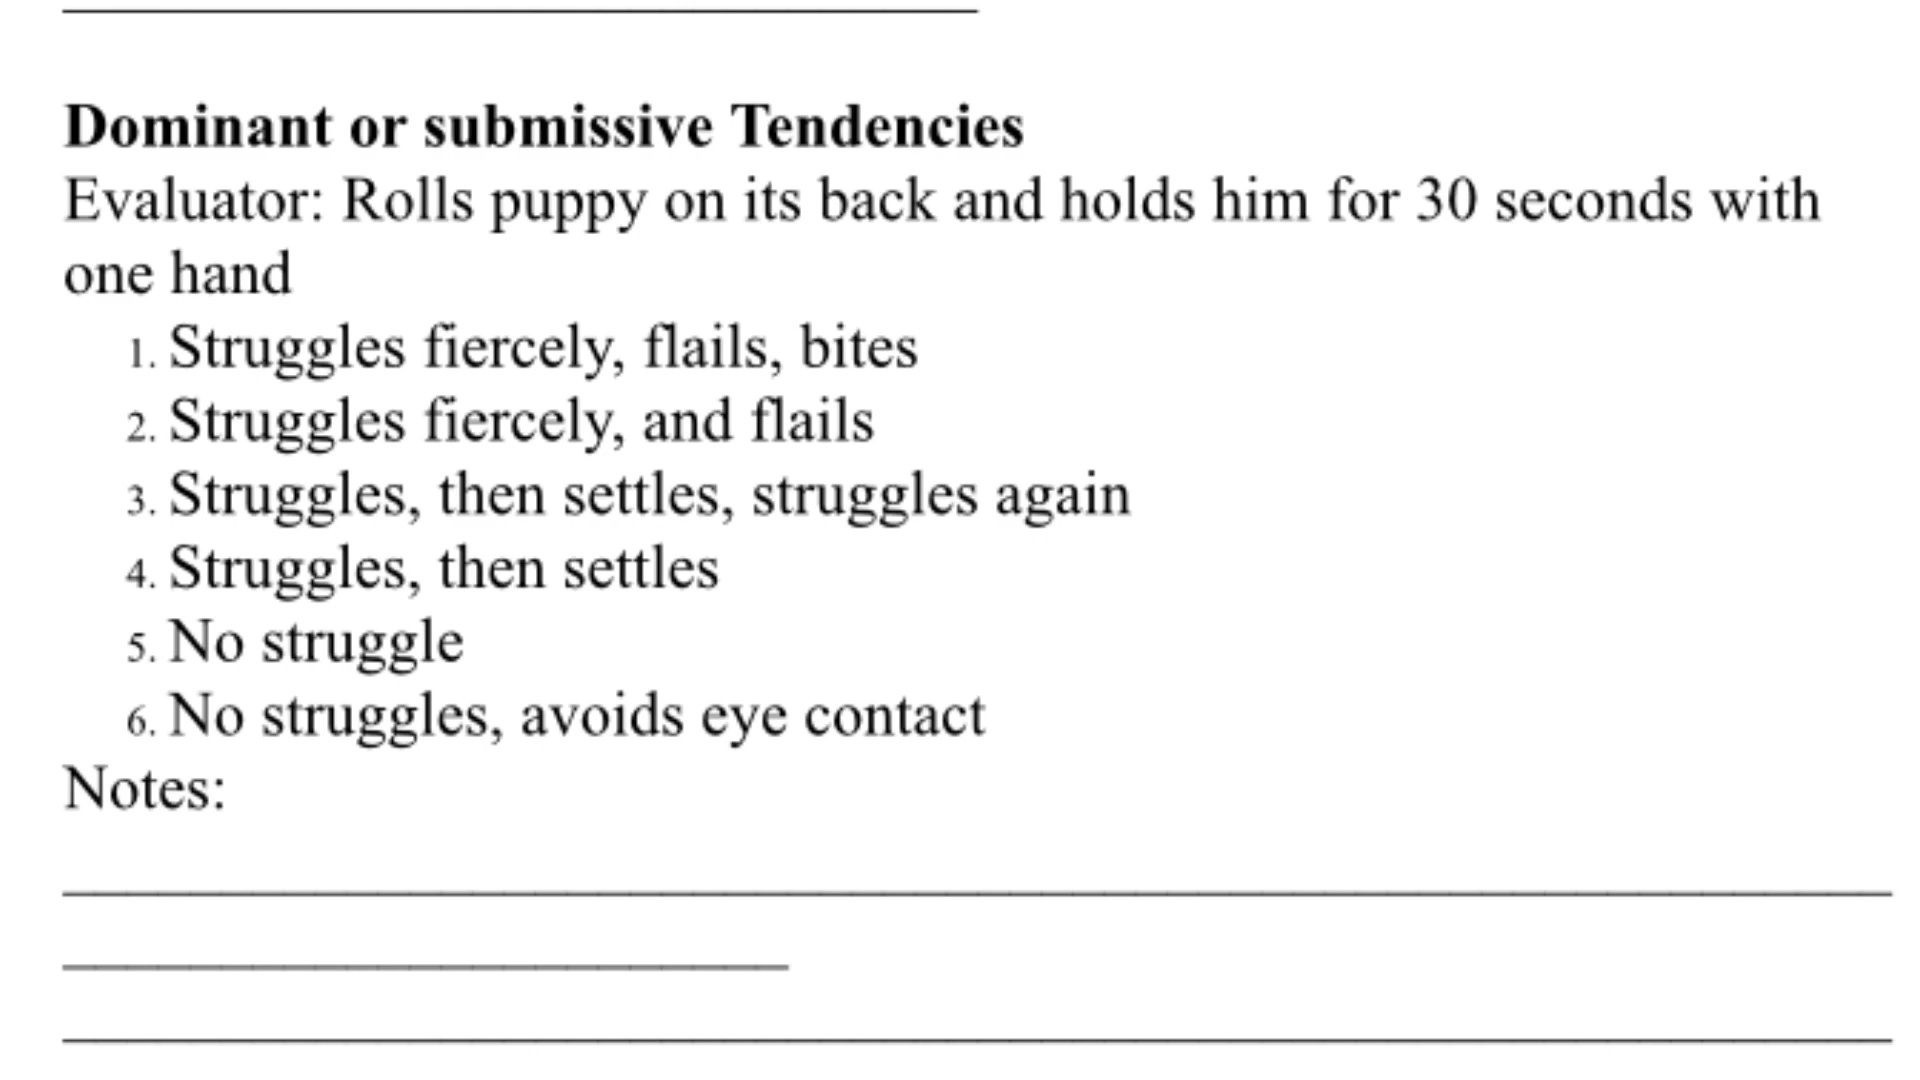 Dominant or submissive Tendencies
Evaluator: Rolls puppy on its back and holds him for 30 seconds with
one hand
1. Struggles fiercely, flails, bites
2. Struggles fiercely, and flails
3. Struggles, then settles, struggles again
4. Struggles, then settles
5. No struggle
6. No struggles, avoids eye contact
Notes: